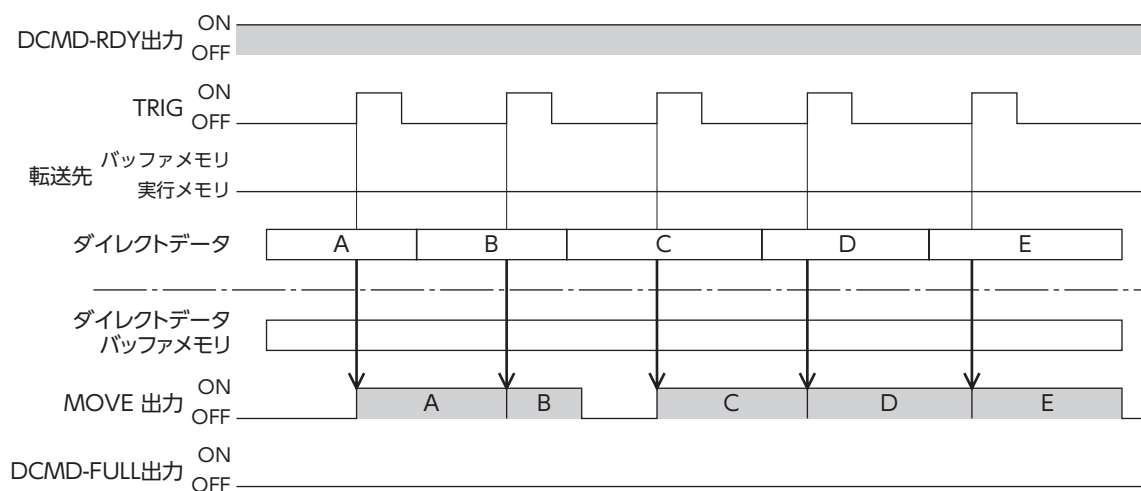 DCMD-RDY出力
ON
OFF
TRIG
ON
OFF
転送先
バッファメモリ
実行メモリ
ダイレクトデータ
A
B
C
D
E
ダイレクトデータ
バッファメモリ
MOVE 出力
ON
OFF
A
B
C
D
E
DCMD-FULL出力
ON
OFF